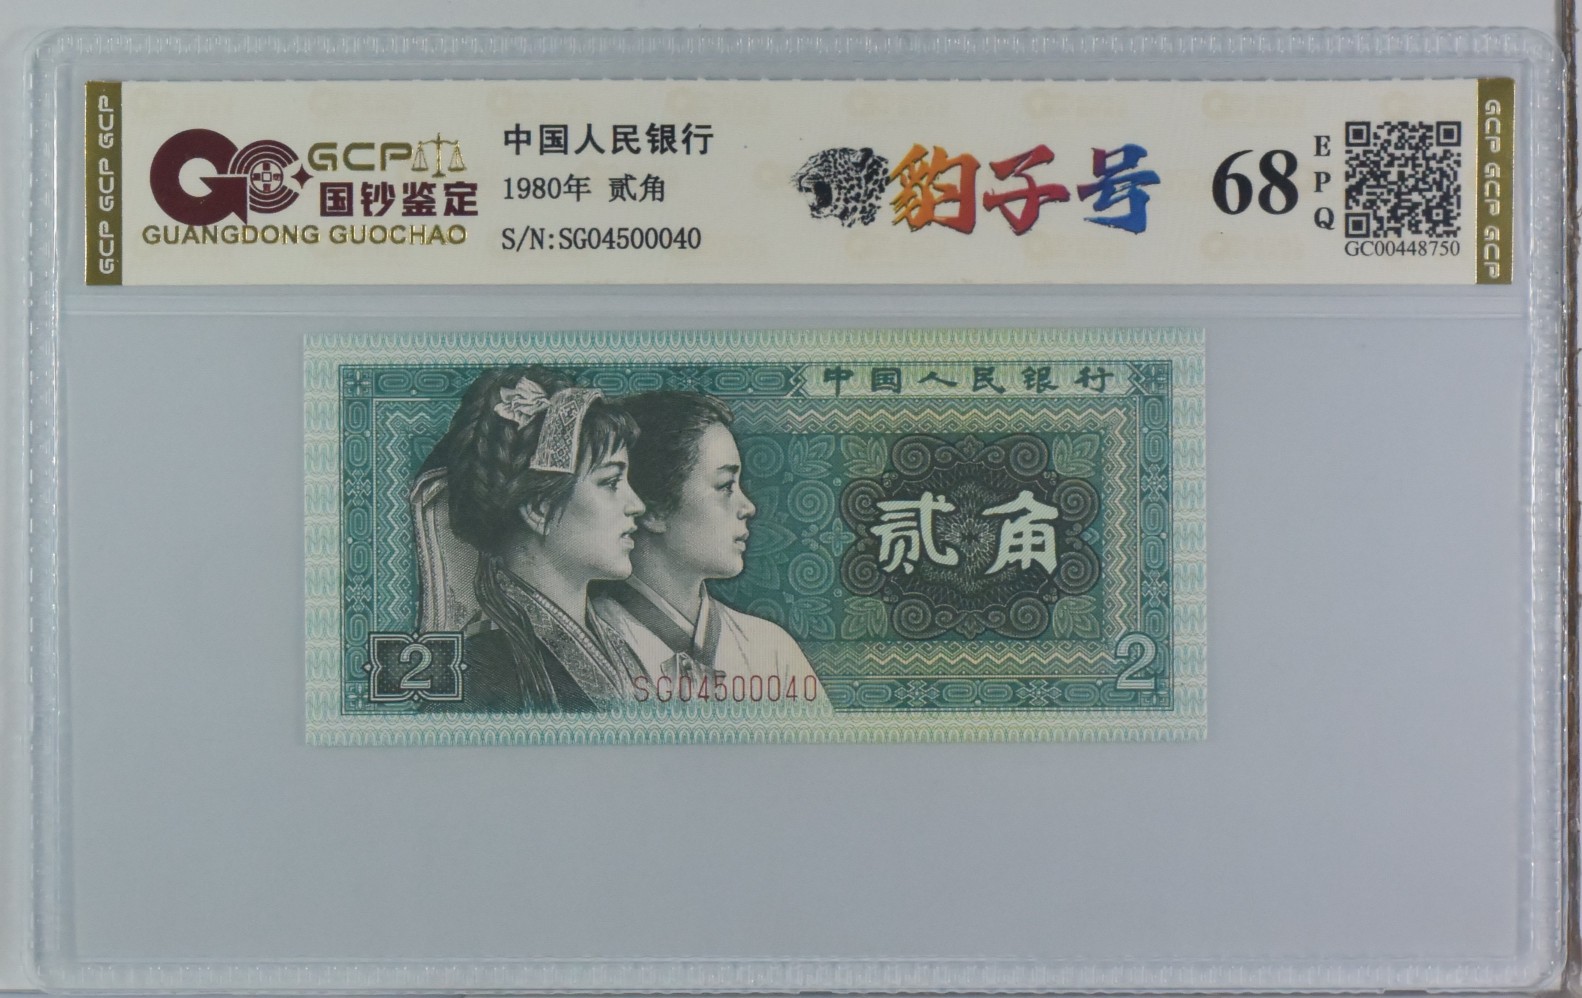 GCP GCP GCP
GCP
国钞鉴定
GUANGDONG GUOCHAO
中国人民银行
1980年 贰角
S/N:SG04500040
豹子号
68
EPQ
GC00448750
GCP GCP GCP
中国人民银行
贰角
2
2
SG04500040